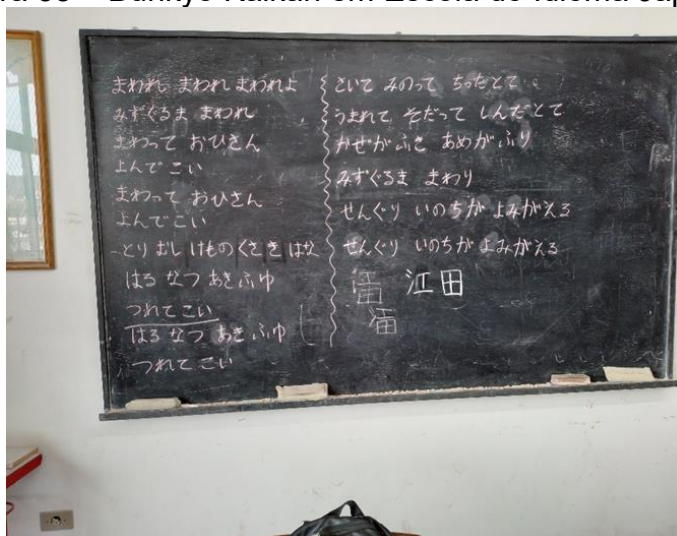 Bunkyo Kaikan em Escola de Idioma
まわれ まわれ まわれよ
みずぐるま まわれ
まわって おひさん
よんでこい
まわって おひさん
よんでこい
とり むし けもの くさ き はな
はる なつ あき ふゆ
つれてこい
はる なつ あき ふゆ
つれて こい
さいて みのって ちったとて
うまれて そだって しんだとて
かぜがふき あめがふり
みずぐるま まわり
せんぐり いのちが よみがえる
せんぐり いのちが よみがえる
江田